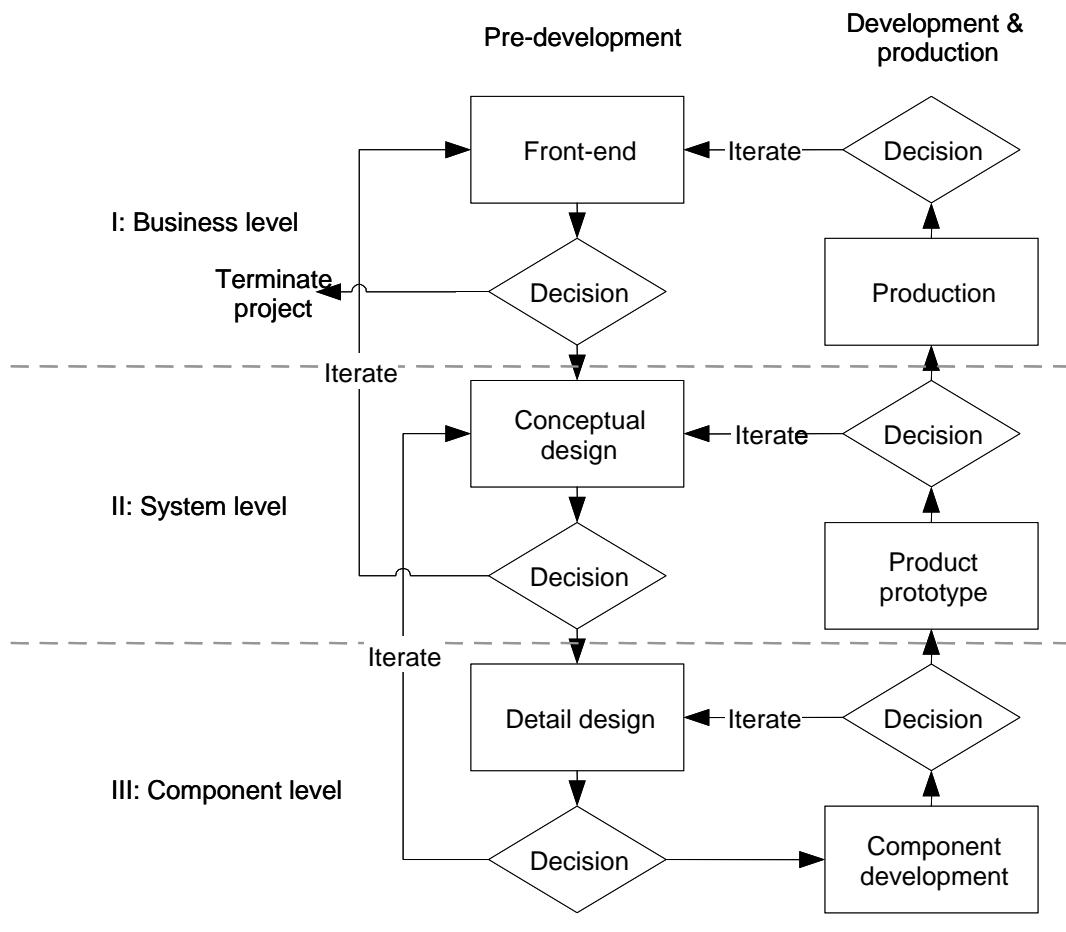 Pre-development
Development &
production
Front-end
Iterate
Decision
I: Business level
Terminate
project
Decision
Production
Iterate
Conceptual
design
Iterate
Decision
II: System level
Decision
Product
prototype
Iterate
Detail design
Iterate
Decision
III: Component level
Decision
Component
development